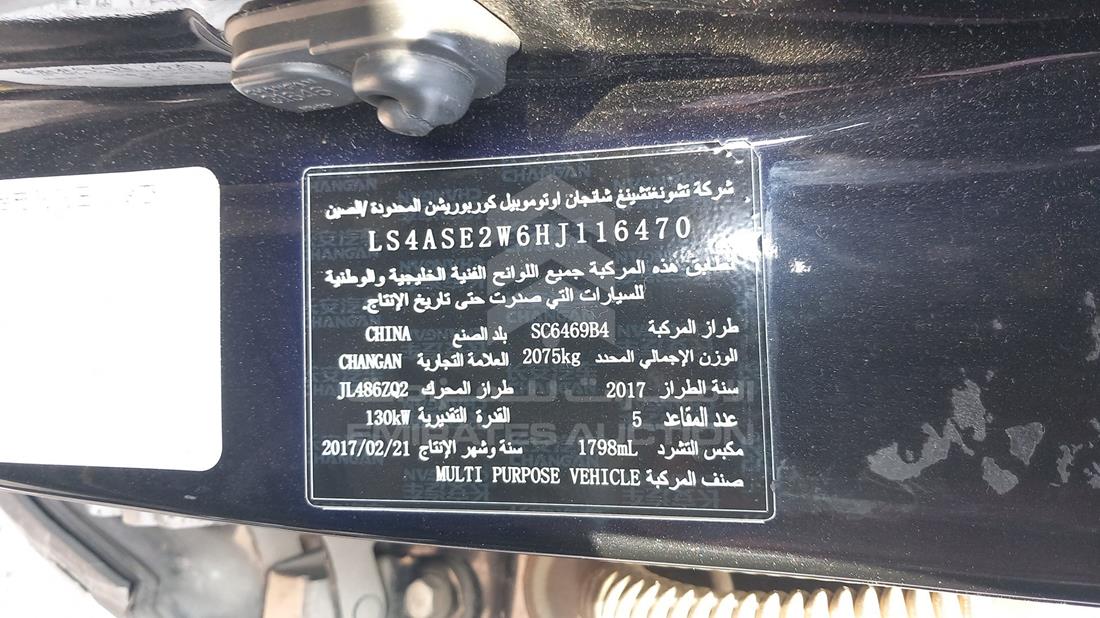 شركة تشونغتشينغ شانجان اوتوموبيل كوربوريشن المحدودة /الصين
LS4ASE2W6HJ116470
تطابق هذه المركبة جميع اللوائح الفنية الخليجية والوطنية
للسيارات التي صدرت حتى تاريخ الإنتاج.
طراز المركبة SC6469B4 بلد الصنع CHINA
الوزن الإجمالي المحدد 2075kg العلامة التجارية CHANGAN
سنة الطراز 2017 طراز المحرك JL486ZQ2
عدد المقاعد 5 القدرة التقديرية 130kW
EMIRATES AUCTION
مكبس التشرد 1798mL سنة وشهر الإنتاج 2017/02/21
صنف المركبة MULTI PURPOSE VEHICLE